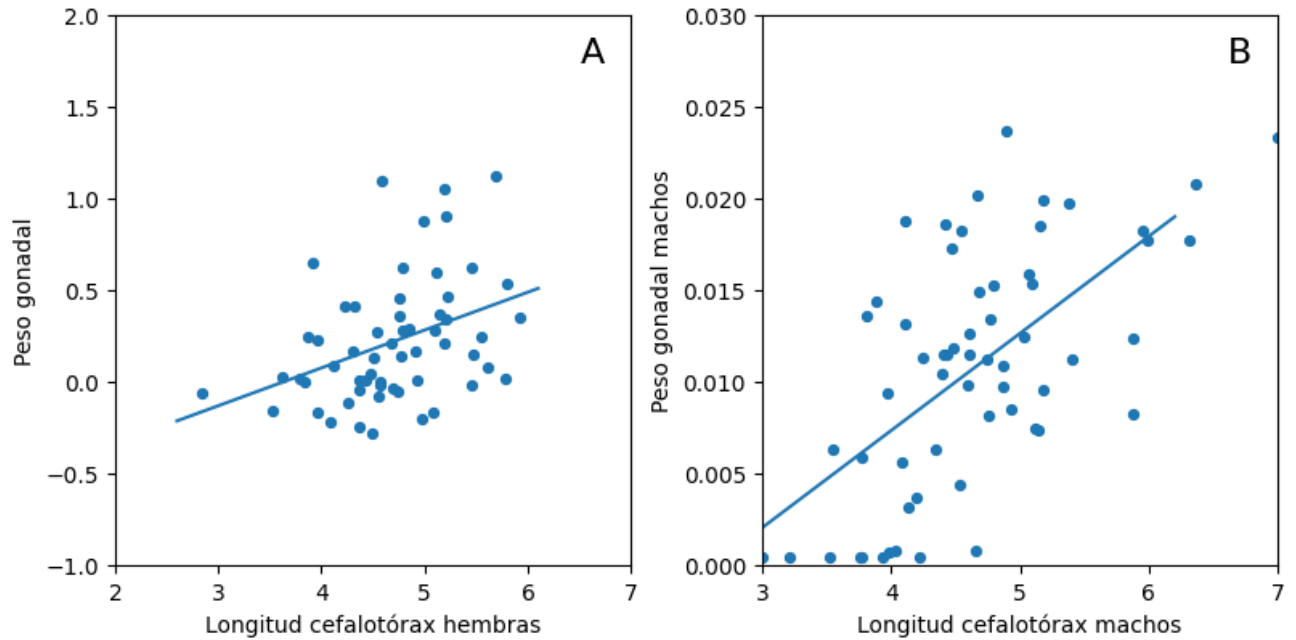 A
2.0
1.5
1.0
0.5
0.0
−0.5
−1.0
Peso gonadal
2 3 4 5 6 7
Longitud cefalotórax hembras
B
0.030
0.025
0.020
0.015
0.010
0.005
0.000
Peso gonadal machos
3 4 5 6 7
Longitud cefalotórax machos